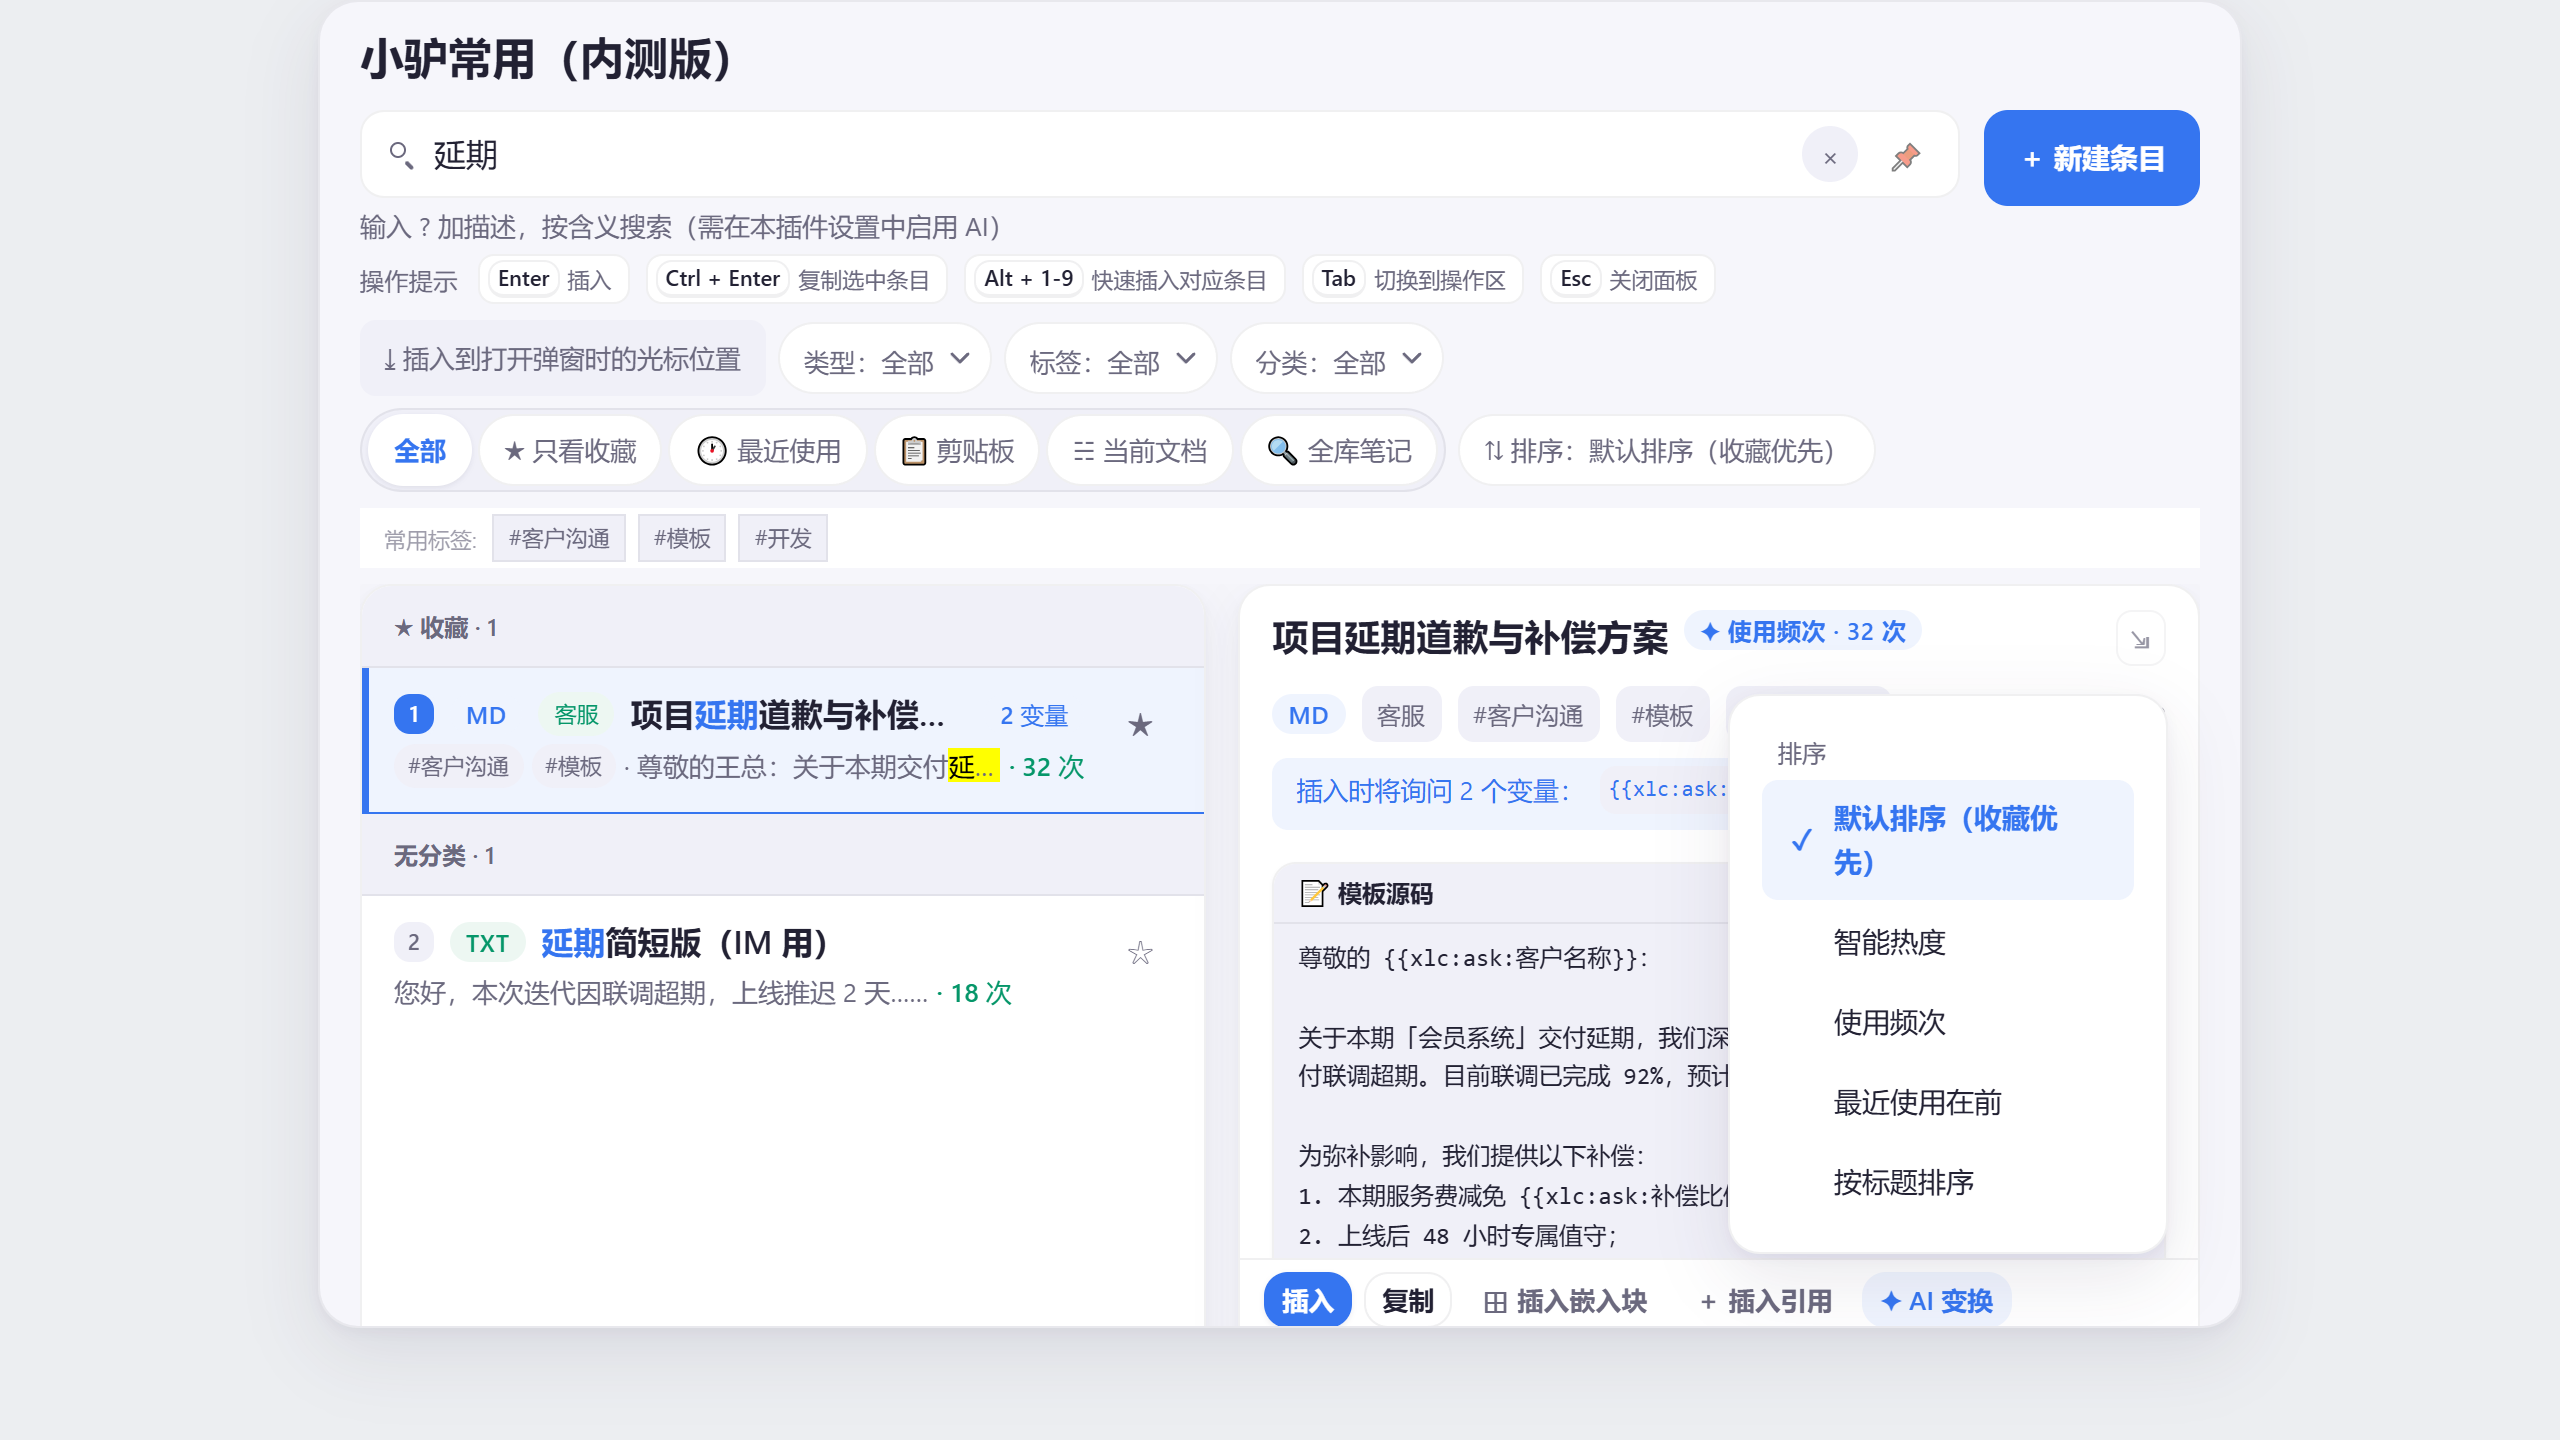 小驴常用（内测版）
延期
×
+ 新建条目
输入 ? 加描述，按含义搜索（需在本插件设置中启用 AI）
操作提示 Enter 插入 Ctrl + Enter 复制选中条目 Alt + 1-9 快速插入对应条目 Tab 切换到操作区 Esc 关闭面板
↓插入到打开弹窗时的光标位置 类型：全部 标签：全部 分类：全部
全部 ★ 只看收藏 最近使用 剪贴板 ☵ 当前文档 全库笔记 ⇅ 排序：默认排序（收藏优先）
常用标签: #客户沟通 #模板 #开发
★ 收藏 · 1
1 MD 客服 项目延期道歉与补偿... 2 变量 ★
#客户沟通 #模板 · 尊敬的王总：关于本期交付延... · 32 次
无分类 · 1
2 TXT 延期简短版（IM 用） ☆
您好，本次迭代因联调超期，上线推迟 2 天...... · 18 次
项目延期道歉与补偿方案 ✦ 使用频次 · 32 次
MD 客服 #客户沟通 #模板
插入时将询问 2 个变量： {{xlc:ask:
模板源码
尊敬的 {{xlc:ask:客户名称}}：
关于本期「会员系统」交付延期，我们深
付联调超期。目前联调已完成 92%，预计
为弥补影响，我们提供以下补偿：
1. 本期服务费减免 {{xlc:ask:补偿比
2. 上线后 48 小时专属值守；
插入 复制 田 插入嵌入块 + 插入引用 ✦ AI 变换
排序
✓ 默认排序（收藏优
先）
智能热度
使用频次
最近使用在前
按标题排序